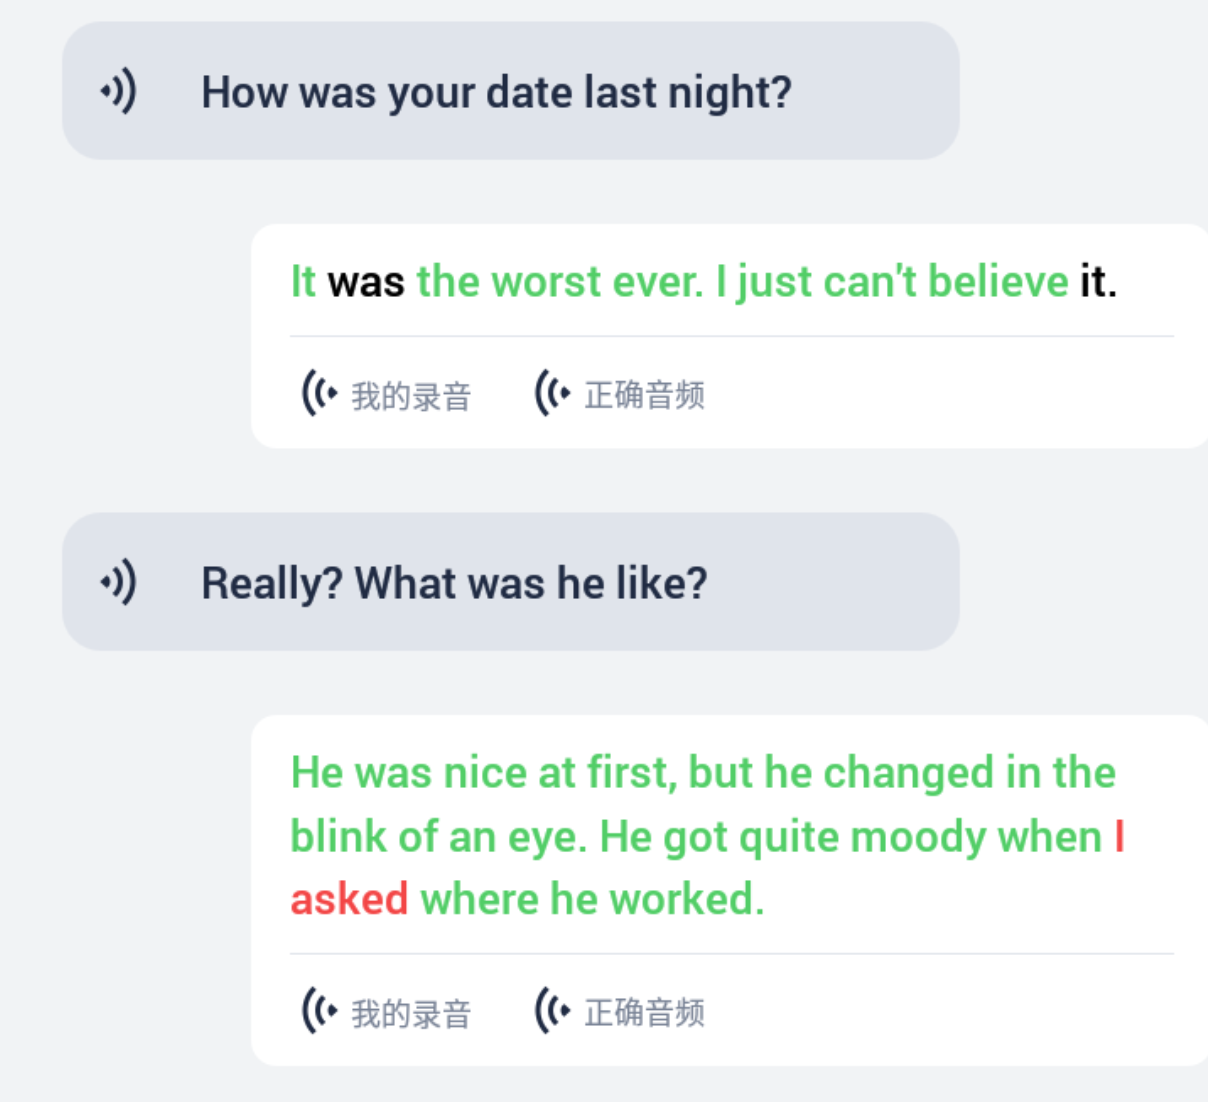 How was your date last night?
It was the worst ever. I just can't believe it.
我的录音 正确音频
Really? What was he like?
He was nice at first, but he changed in the
blink of an eye. He got quite moody when I
asked where he worked.
我的录音 正确音频